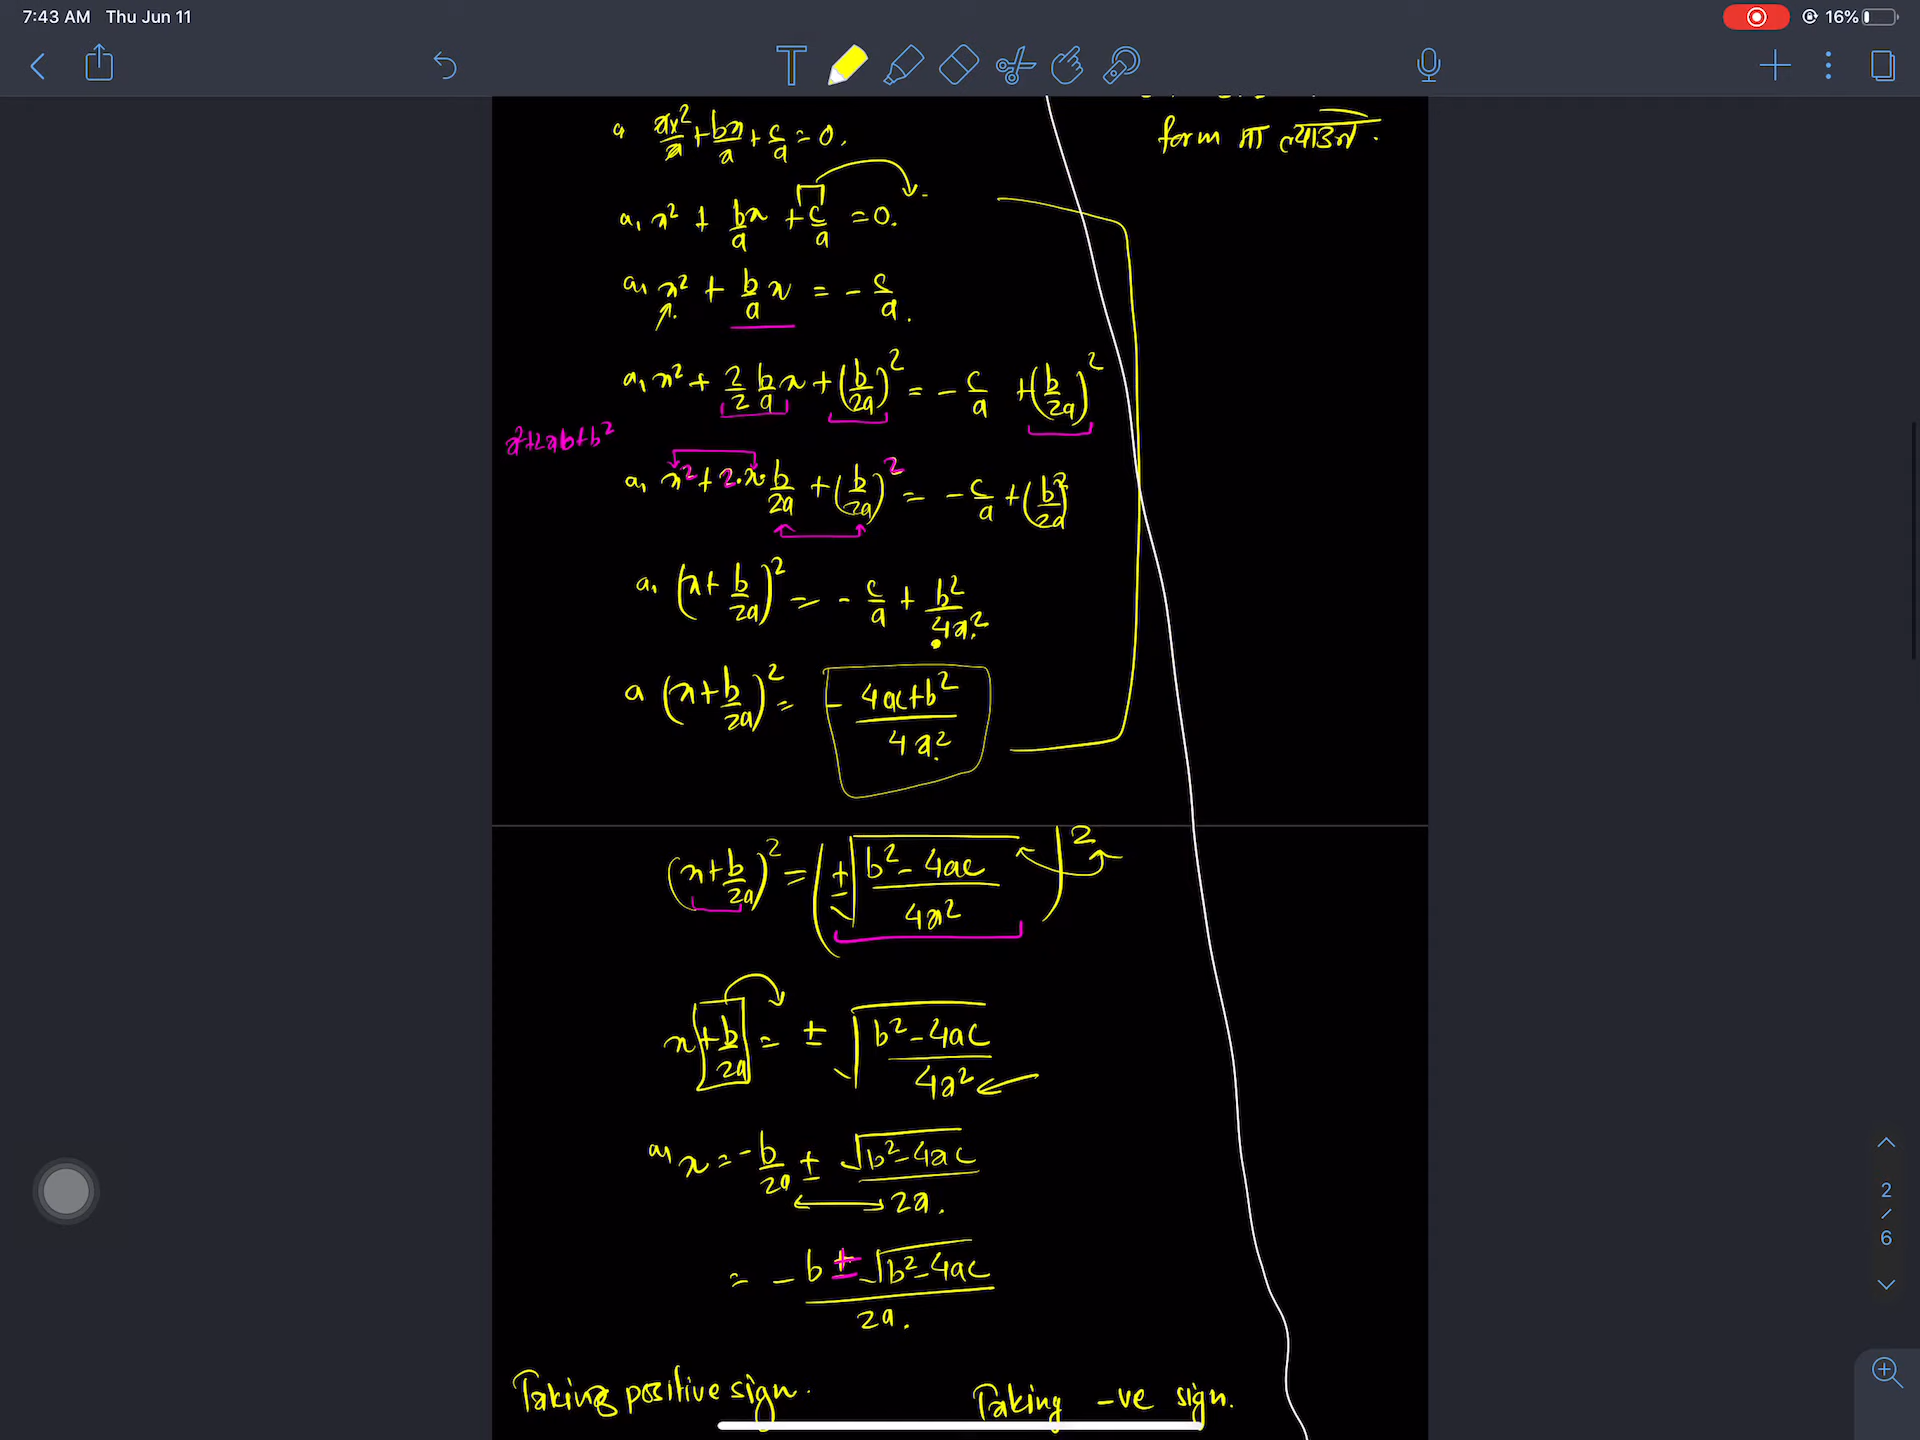 7:43 AM Thu Jun 11
16%
form मा ल्याउन.
a ax²/a + bx/a + c/a = 0.
a, x² + bx/a + c/a = 0.
a, x² + b/a x = - c/a.
a, x² + 2/2 b/a x + (b/2a)² = - c/a + (b/2a)²
a²+2ab+b²
a, x² + 2·x· b/2a + (b/2a)² = - c/a + (b/2a)²
a, (x + b/2a)² = - c/a + b²/4a²
a (x + b/2a)² = - 4ac+b²/4a²
(x + b/2a)² = (± √b²-4ac/4a²)²
x + b/2a = ± √b²-4ac/4a²
a, x = -b/2a ± √b²-4ac/2a.
= -b ± √b²-4ac/2a.
Taking positive sign. Taking -ve sign.
2
/
6